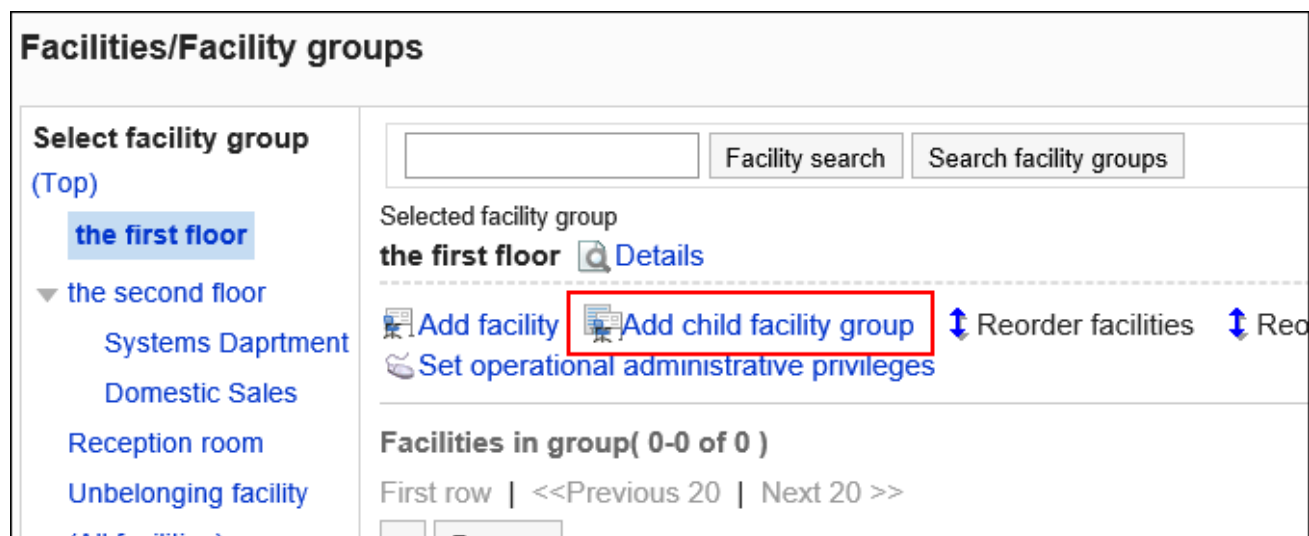 Facilities/Facility groups
Select facility group
(Top)
the first floor
the second floor
Systems Daprtment
Domestic Sales
Reception room
Unbelonging facility
Facility search
Search facility groups
Selected facility group
the first floor
Details
Add facility
Add child facility group
Reorder facilities
Set operational administrative privileges
Facilities in group( 0-0 of 0 )
First row | <<Previous 20 | Next 20 >>